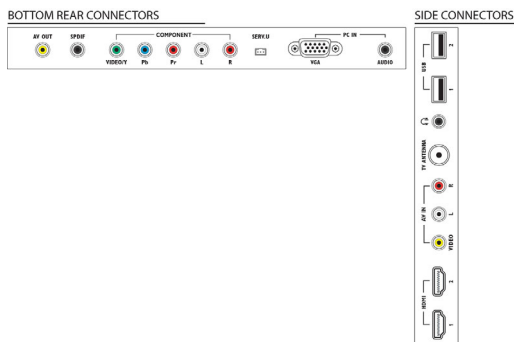 BOTTOM REAR CONNECTORS
AV OUT SPDIF COMPONENT SERV.U PC IN
VIDEO/Y Pb Pr L R VGA AUDIO
SIDE CONNECTORS
USB 2
1
TV ANTENNA
AV IN R
L
VIDEO
HDMI 2
1